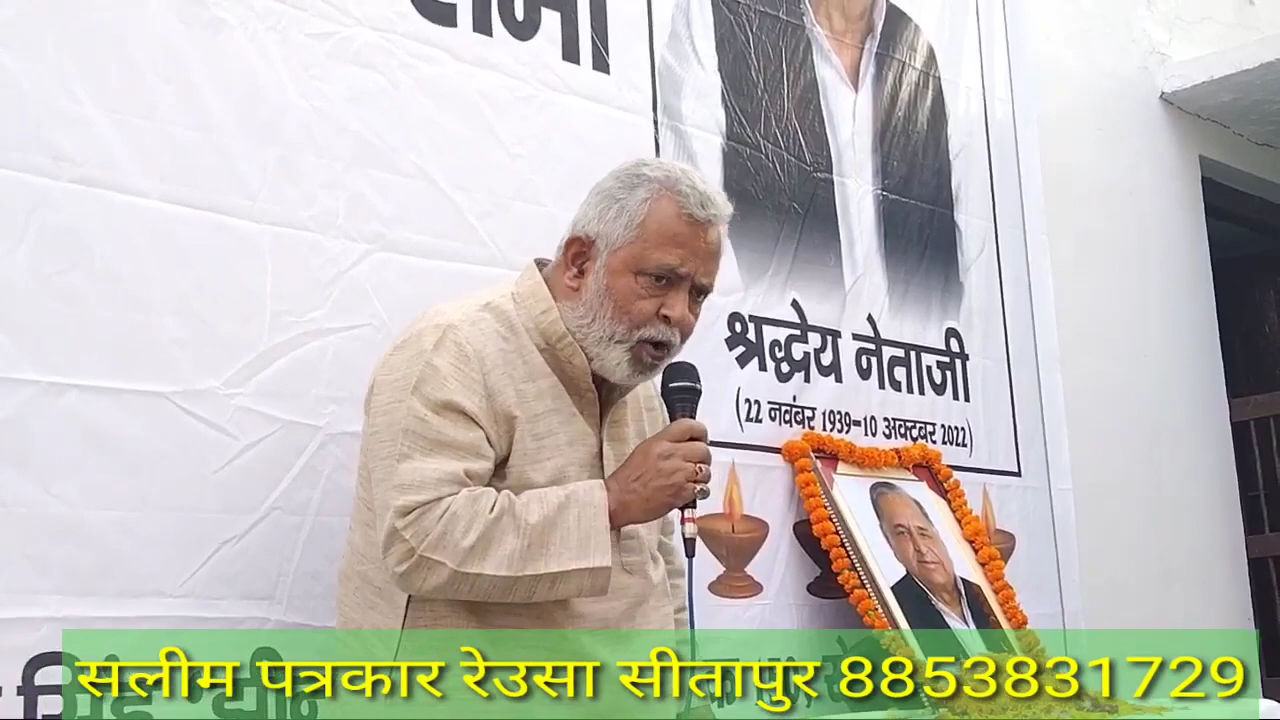 श्रद्धेय नेताजी
(22 नवंबर 1939-10 अक्टूबर 2022)
सलीम पत्रकार रेउसा सीतापुर 8853831729